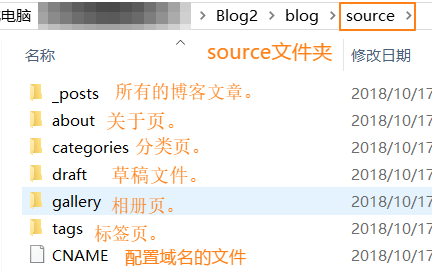 电脑 Blog2 › blog › source ›
source文件夹
名称 修改日期
_posts 所有的博客文章。 2018/10/17
about 关于页。 2018/10/17
categories 分类页。 2018/10/17
draft 草稿文件。 2018/10/17
gallery 相册页。 2018/10/17
tags 标签页。 2018/10/17
CNAME 配置域名的文件 2018/10/17